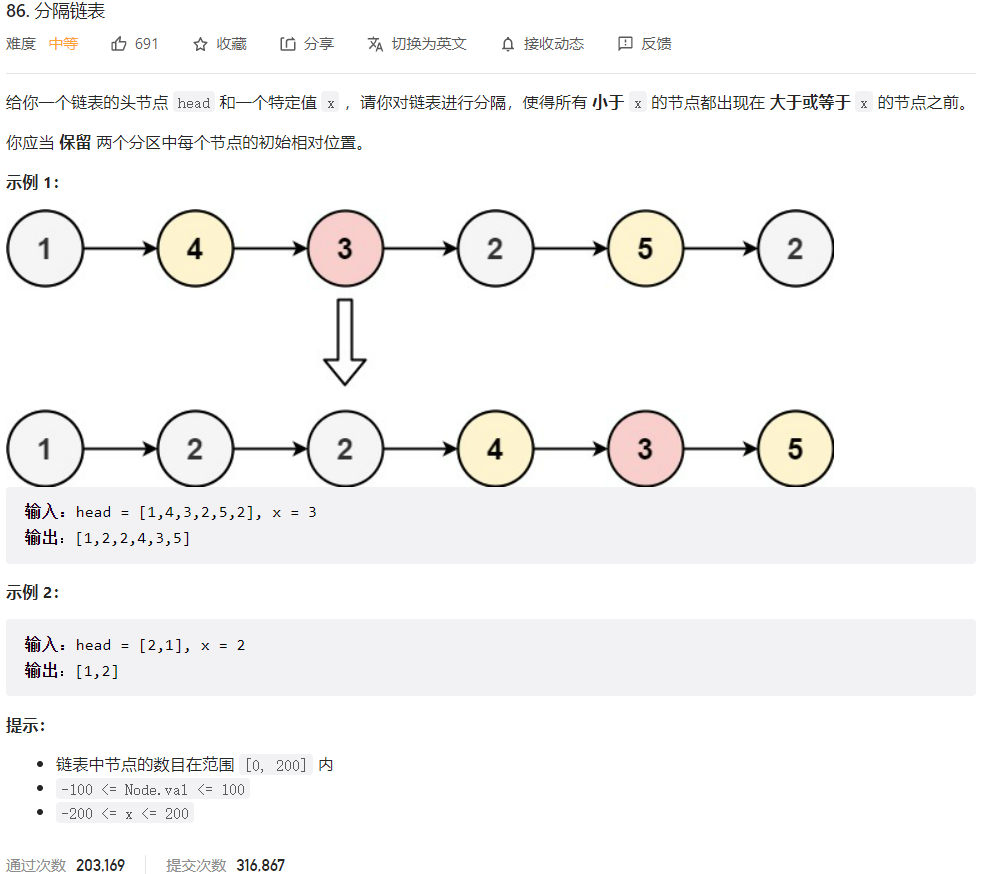 86. 分隔链表
难度 中等 691 收藏 分享 切换为英文 接收动态 反馈
给你一个链表的头节点 head 和一个特定值 x ，请你对链表进行分隔，使得所有 小于 x 的节点都出现在 大于或等于 x 的节点之前。
你应当 保留 两个分区中每个节点的初始相对位置。
示例 1：
1 4 3 2 5 2
1 2 2 4 3 5
输入：head = [1,4,3,2,5,2], x = 3
输出：[1,2,2,4,3,5]
示例 2：
输入：head = [2,1], x = 2
输出：[1,2]
提示：
链表中节点的数目在范围 [0, 200] 内
-100 <= Node.val <= 100
-200 <= x <= 200
通过次数 203,169 提交次数 316,867